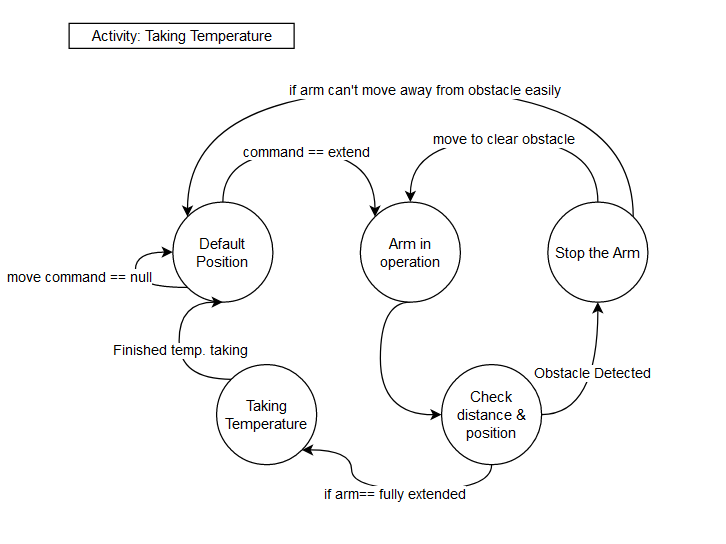 Activity: Taking Temperature
if arm can't move away from obstacle easily
move to clear obstacle
command == extend
Default
Position
Arm in
operation
Stop the Arm
move command == null
Finished temp. taking
Obstacle Detected
Taking
Temperature
Check
distance &
position
if arm== fully extended